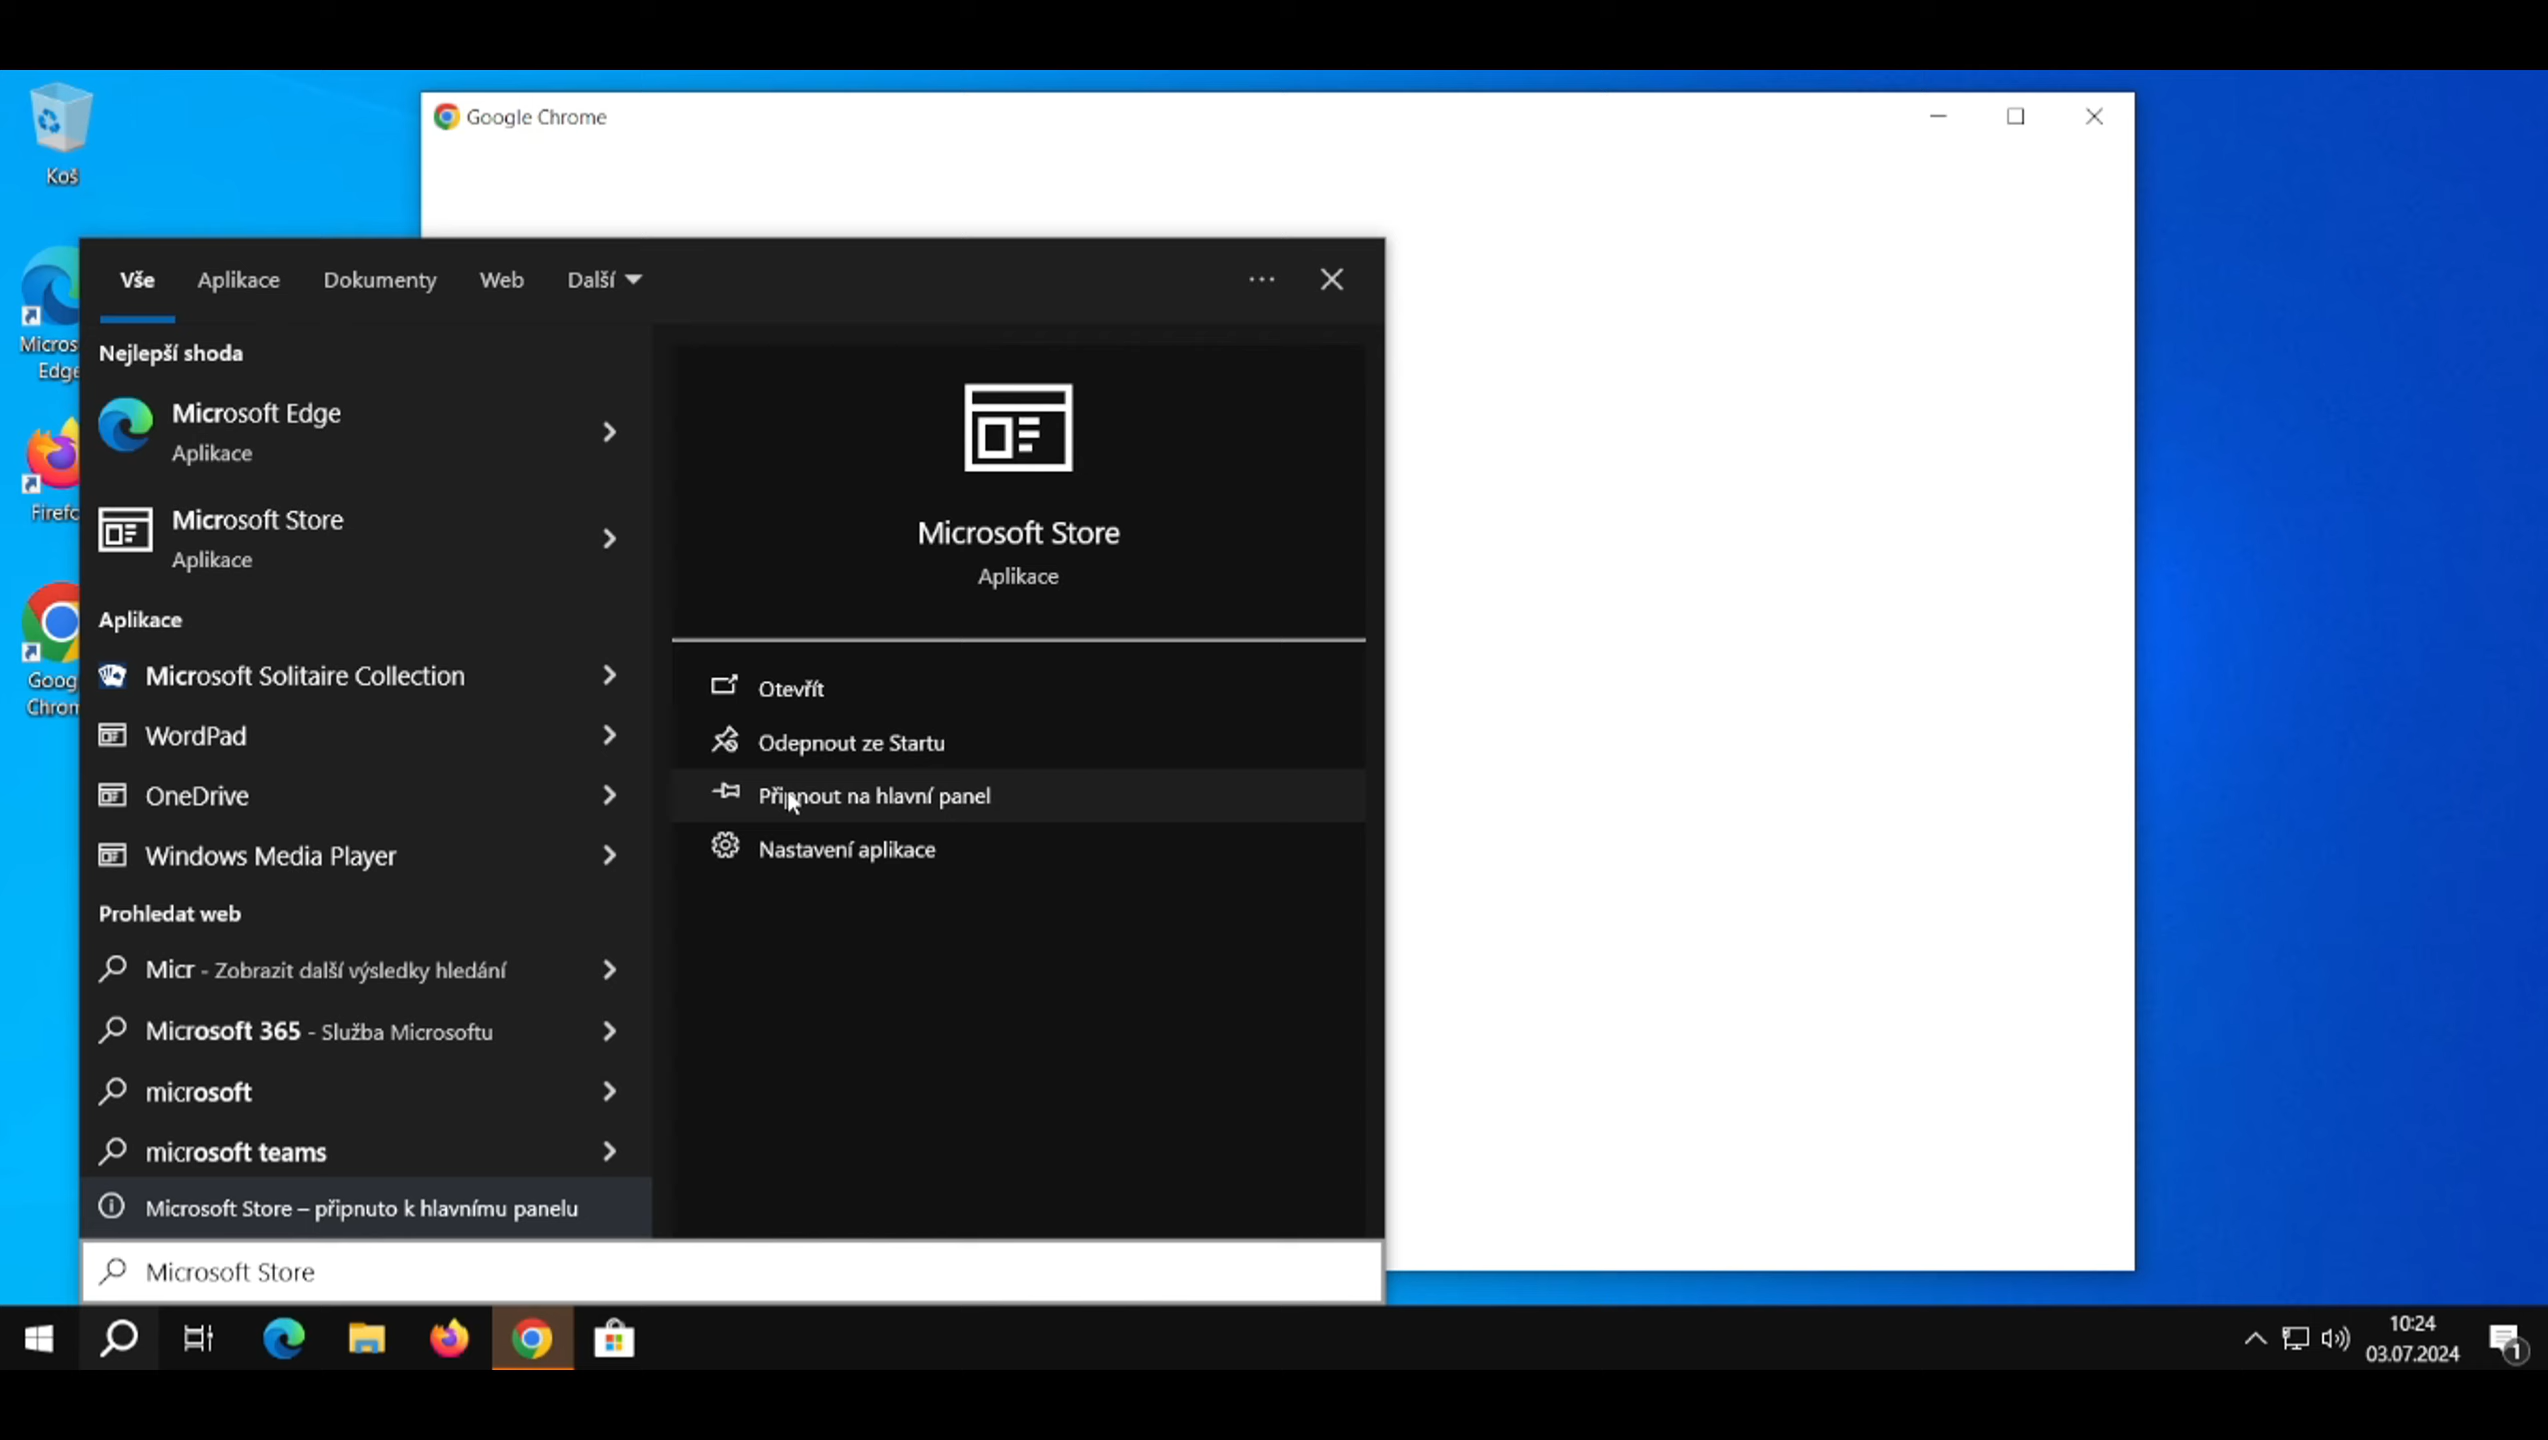 Koš
Google Chrome
Micros
Edge
Firefo
Goog
Chrom
Vše
Aplikace
Dokumenty
Web
Další
Nejlepší shoda
Microsoft Edge
Aplikace
Microsoft Store
Aplikace
Aplikace
Microsoft Solitaire Collection
WordPad
OneDrive
Windows Media Player
Prohledat web
Micr - Zobrazit další výsledky hledání
Microsoft 365 - Služba Microsoftu
microsoft
microsoft teams
Microsoft Store – připnuto k hlavnímu panelu
Microsoft Store
Microsoft Store
Aplikace
Otevřít
Odepnout ze Startu
Připnout na hlavní panel
Nastavení aplikace
10:24
03.07.2024
1